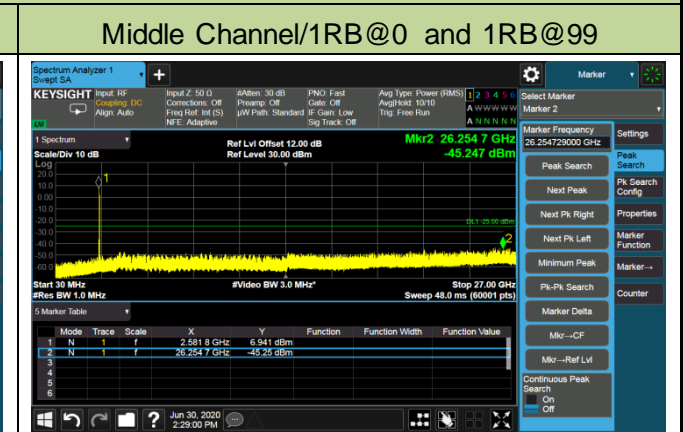 Middle Channel/1RB@0 and 1RB@99
Spectrum Analyzer 1
Swept SA
+
Marker
KEYSIGHT Input: RF Input Z: 50 Ω #Atten: 30 dB PNO: Fast Avg Type: Power (RMS) 1 2 3 4 5 6
Coupling: DC Corrections: Off Preamp: Off Gate: Off Avg|Hold: 10/10 A W W W W W
Align: Auto Freq Ref: Int (S) µW Path: Standard IF Gain: Low Trig: Free Run
LXI NFE: Adaptive Sig Track: Off A N N N N N
Select Marker
Marker 2
1 Spectrum
Scale/Div 10 dB
Ref Lvl Offset 12.00 dB
Ref Level 30.00 dBm
Mkr2 26.254 7 GHz
-45.247 dBm
Log
20.0
10.0
0.00
-10.0
-20.0
-30.0
-40.0
-50.0
-60.0
1
DL1 -25.00 dBm
2
Start 30 MHz #Video BW 3.0 MHz* Stop 27.00 GHz
#Res BW 1.0 MHz Sweep 48.0 ms (60001 pts)
5 Marker Table
Mode Trace Scale X Y Function Function Width Function Value
1 N 1 f 2.581 8 GHz 6.941 dBm
2 N 1 f 26.254 7 GHz -45.25 dBm
3
4
5
6
Marker Frequency
26.254729000 GHz
Peak Search
Next Peak
Next Pk Right
Next Pk Left
Minimum Peak
Pk-Pk Search
Marker Delta
Mkr→CF
Mkr→Ref Lvl
Continuous Peak
Search
On
Off
Settings
Peak
Search
Pk Search
Config
Properties
Marker
Function
Marker→
Counter
?
Jun 30, 2020
2:29:00 PM